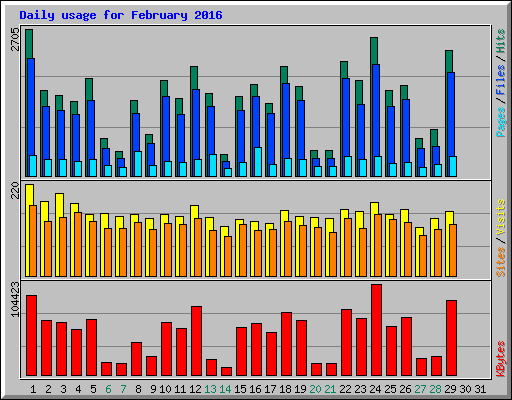 Daily usage for February 2016
2705
Pages / Files / Hits
220
Sites / Visits
104423
KBytes
1 2 3 4 5 6 7 8 9 10 11 12 13 14 15 16 17 18 19 20 21 22 23 24 25 26 27 28 29 30 31